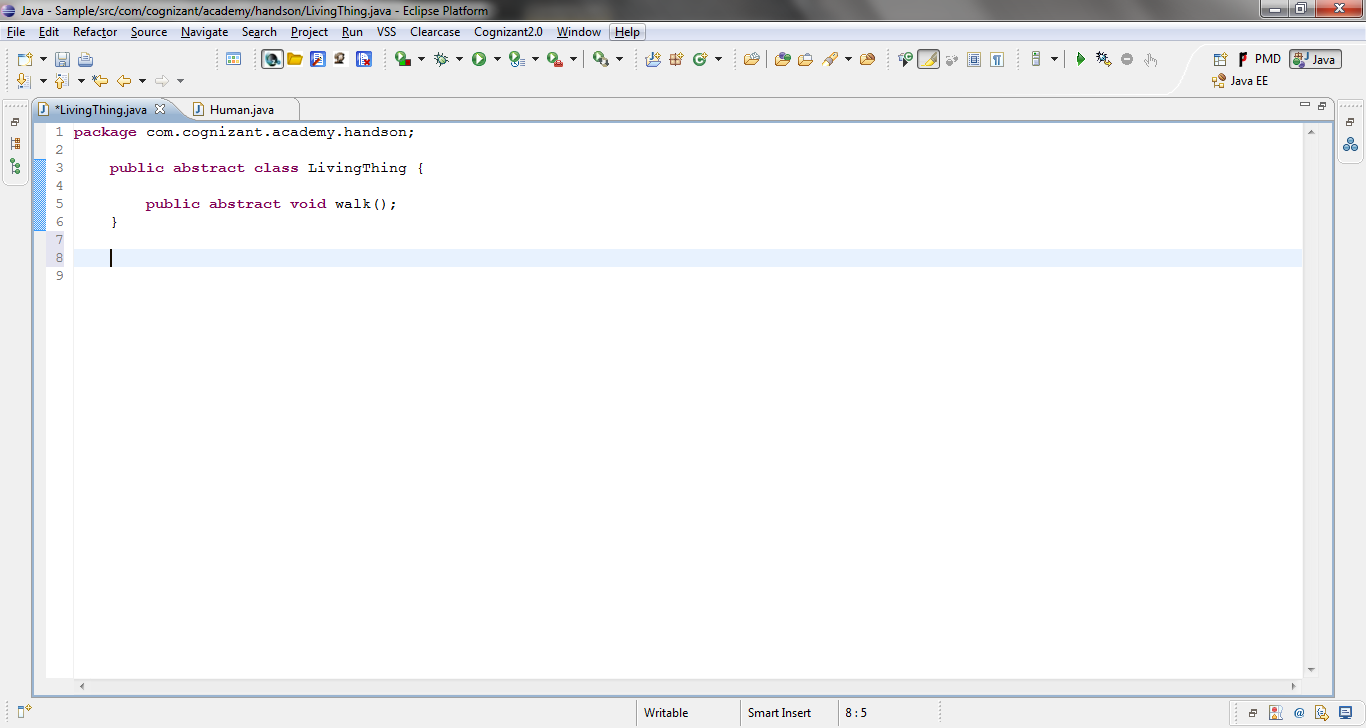 Java - Sample/src/com/cognizant/academy/handson/LivingThing.java - Eclipse Platform
File Edit Refactor Source Navigate Search Project Run VSS Clearcase Cognizant2.0 Window Help
PMD Java
Java EE
*LivingThing.java Human.java
1 package com.cognizant.academy.handson;
2
3 public abstract class LivingThing {
4
5 public abstract void walk();
6 }
7
8
9
Writable Smart Insert 8 : 5